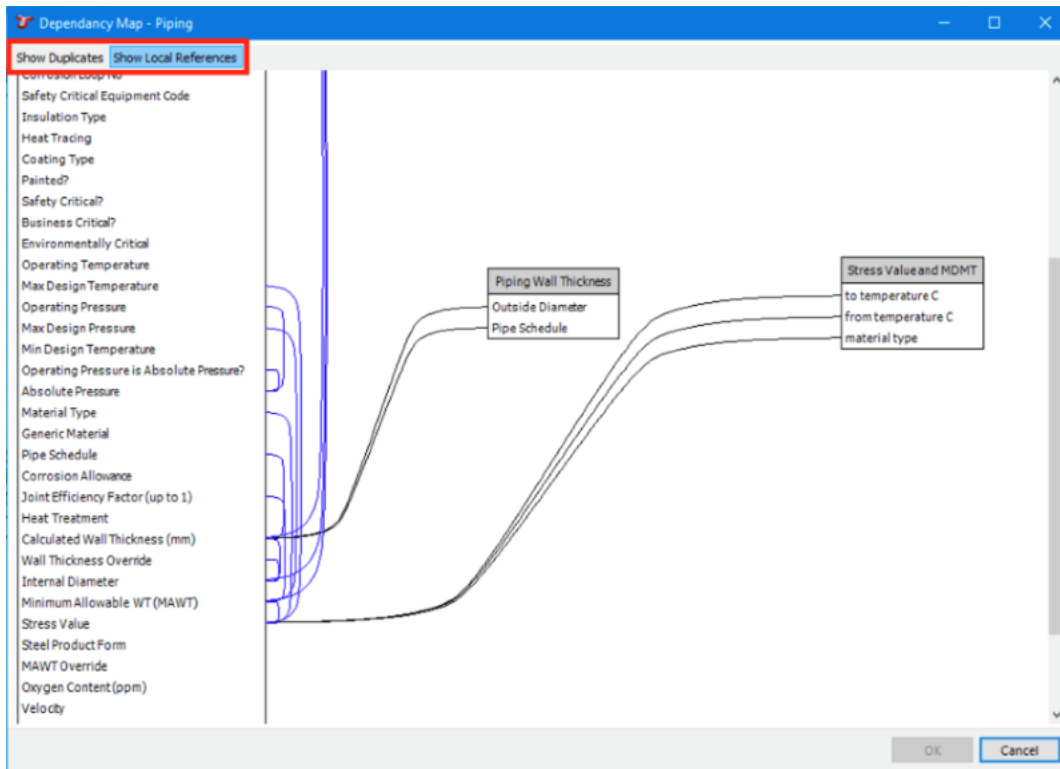 Dependancy Map - Piping
Show Duplicates Show Local References
Corrosion Loop No
Safety Critical Equipment Code
Insulation Type
Heat Tracing
Coating Type
Painted?
Safety Critical?
Business Critical?
Environmentally Critical
Operating Temperature
Max Design Temperature
Operating Pressure
Max Design Pressure
Min Design Temperature
Operating Pressure is Absolute Pressure?
Absolute Pressure
Material Type
Generic Material
Pipe Schedule
Corrosion Allowance
Joint Efficiency Factor (up to 1)
Heat Treatment
Calculated Wall Thickness (mm)
Wall Thickness Override
Internal Diameter
Minimum Allowable WT (MAWT)
Stress Value
Steel Product Form
MAWT Override
Oxygen Content (ppm)
Velocity
Piping Wall Thickness
Outside Diameter
Pipe Schedule
Stress Value and MDMT
to temperature C
from temperature C
material type
OK
Cancel